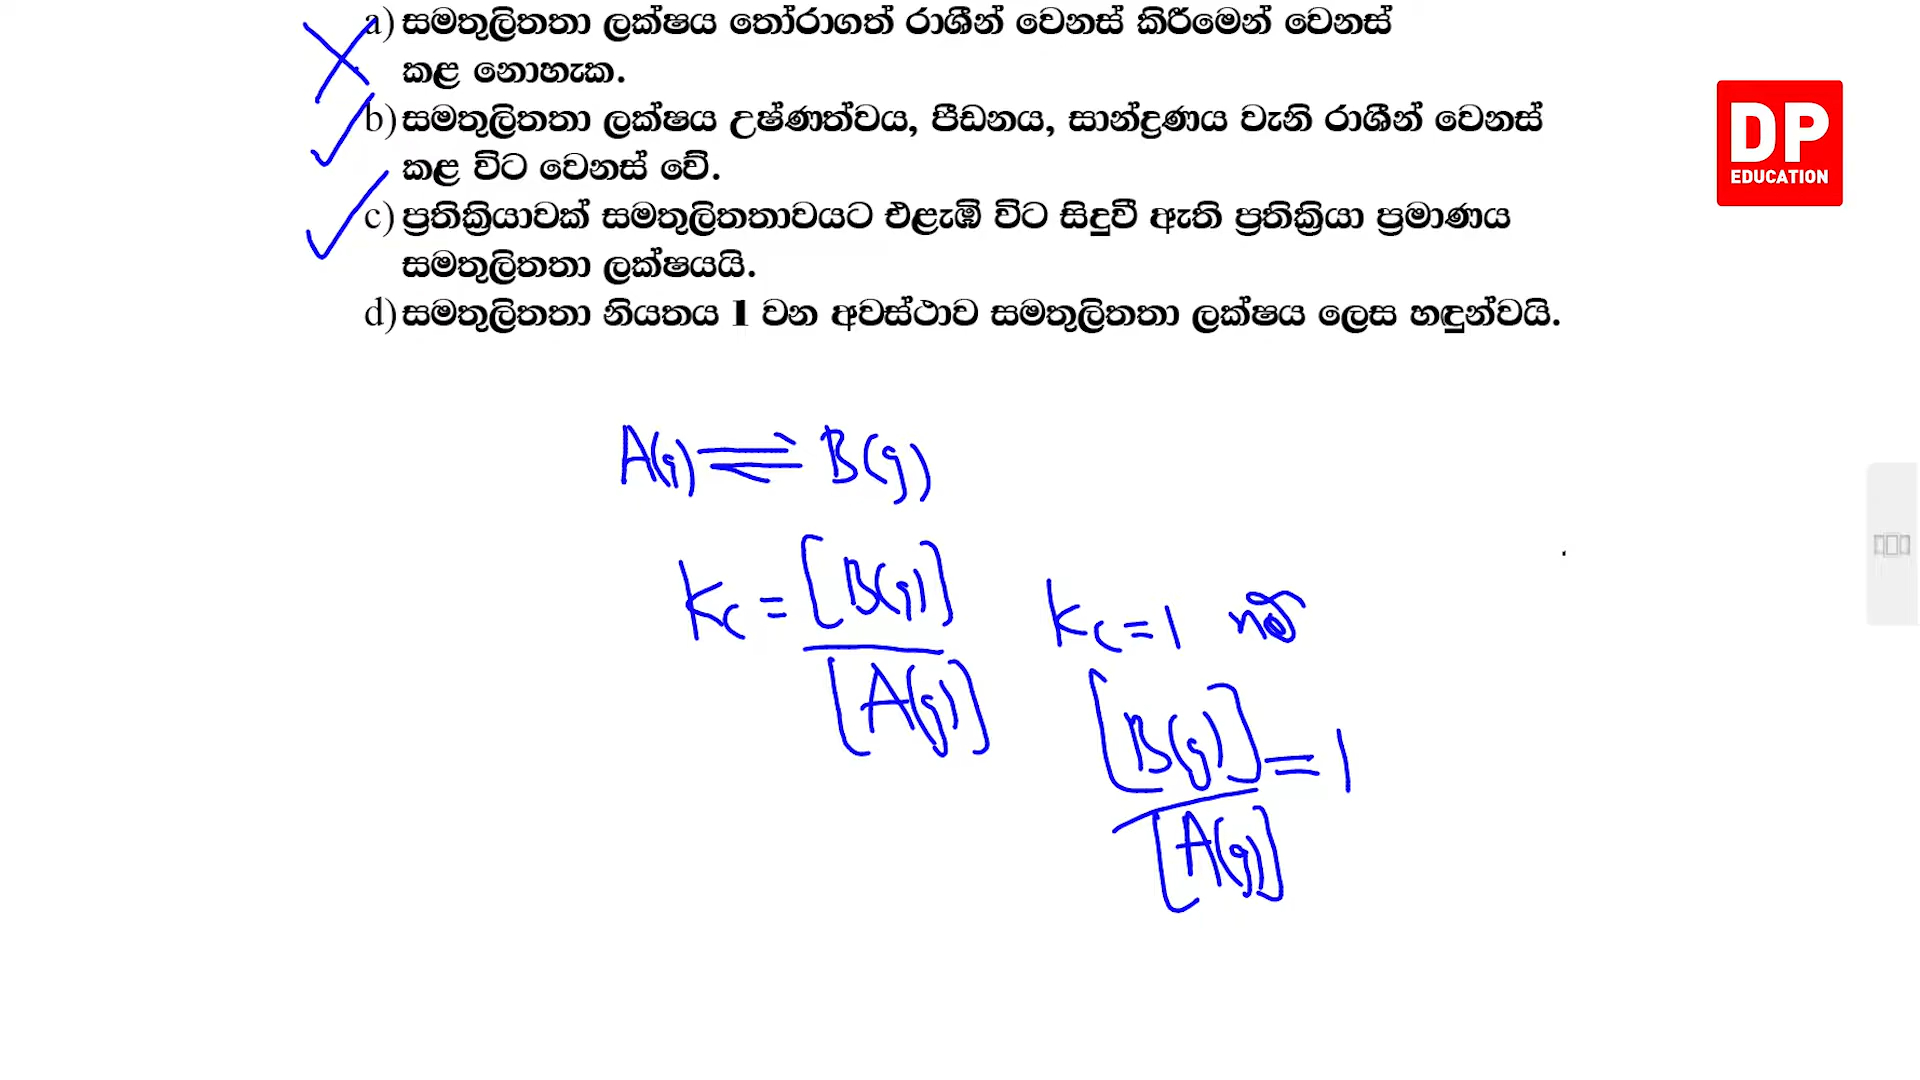 a) සමතුලිතතා ලක්ෂය තෝරාගත් රාශීන් වෙනස් කිරීමෙන් වෙනස්
කළ නොහැක.
b) සමතුලිතතා ලක්ෂය උෂ්ණත්වය, පීඩනය, සාන්ද්‍රණය වැනි රාශීන් වෙනස්
කළ විට වෙනස් වේ.
c) ප්‍රතික්‍රියාවක් සමතුලිතතාවයට එළැඹි විට සිදුවී ඇති ප්‍රතික්‍රියා ප්‍රමාණය
සමතුලිතතා ලක්ෂයයි.
d) සමතුලිතතා නියතය 1 වන අවස්ථාව සමතුලිතතා ලක්ෂය ලෙස හඳුන්වයි.
DP
EDUCATION
A(g) ⇌ B(g)
Kc = [B(g)] / [A(g)]
Kc = 1 නම්
[B(g)] / [A(g)] = 1